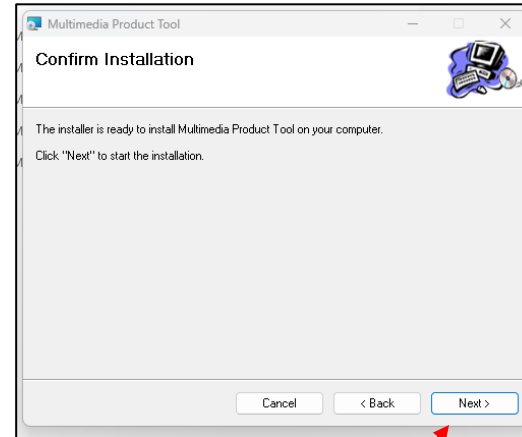 Multimedia Product Tool
Confirm Installation
The installer is ready to install Multimedia Product Tool on your computer.
Click "Next" to start the installation.
Cancel
< Back
Next >